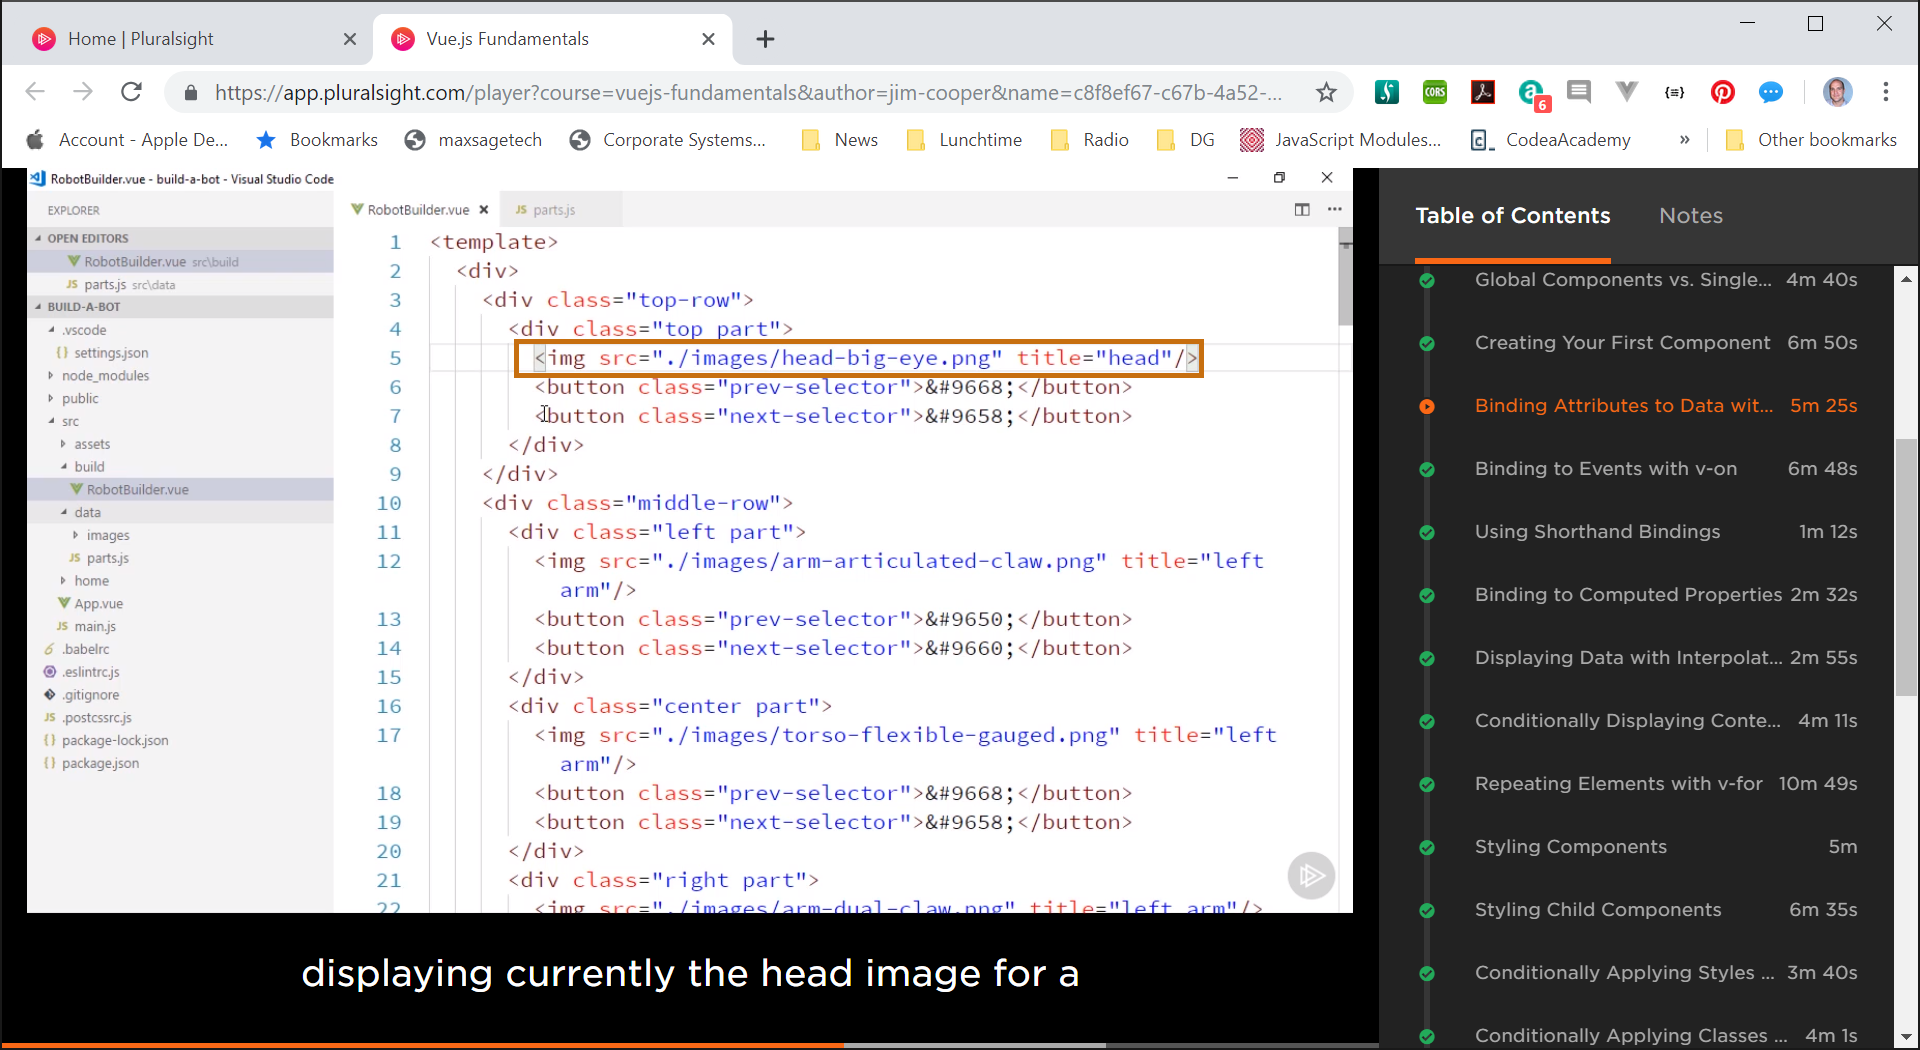 Home | Pluralsight
Vue.js Fundamentals
https://app.pluralsight.com/player?course=vuejs-fundamentals&author=jim-cooper&name=c8f8ef67-c67b-4a52-...
CORS
6
Account - Apple De...
Bookmarks
maxsagetech
Corporate Systems...
News
Lunchtime
Radio
DG
JavaScript Modules...
CodeaAcademy
»
Other bookmarks
RobotBuilder.vue - build-a-bot - Visual Studio Code
EXPLORER
OPEN EDITORS
RobotBuilder.vue src\build
JS parts.js src\data
BUILD-A-BOT
.vscode
{} settings.json
node_modules
public
src
assets
build
RobotBuilder.vue
data
images
JS parts.js
home
App.vue
JS main.js
.babelrc
.eslintrc.js
.gitignore
JS .postcssrc.js
{} package-lock.json
{} package.json
RobotBuilder.vue
JS parts.js
1 <template>
2 <div>
3 <div class="top-row">
4 <div class="top part">
5 <img src="./images/head-big-eye.png" title="head"/>
6 <button class="prev-selector">&#9668;</button>
7 <button class="next-selector">&#9658;</button>
8 </div>
9 </div>
10 <div class="middle-row">
11 <div class="left part">
12 <img src="./images/arm-articulated-claw.png" title="left
arm"/>
13 <button class="prev-selector">&#9650;</button>
14 <button class="next-selector">&#9660;</button>
15 </div>
16 <div class="center part">
17 <img src="./images/torso-flexible-gauged.png" title="left
arm"/>
18 <button class="prev-selector">&#9668;</button>
19 <button class="next-selector">&#9658;</button>
20 </div>
21 <div class="right part">
22 <img src="./images/arm-dual-claw.png" title="left arm"/>
displaying currently the head image for a
Table of Contents
Notes
Global Components vs. Single... 4m 40s
Creating Your First Component 6m 50s
Binding Attributes to Data wit... 5m 25s
Binding to Events with v-on 6m 48s
Using Shorthand Bindings 1m 12s
Binding to Computed Properties 2m 32s
Displaying Data with Interpolat... 2m 55s
Conditionally Displaying Conte... 4m 11s
Repeating Elements with v-for 10m 49s
Styling Components 5m
Styling Child Components 6m 35s
Conditionally Applying Styles ... 3m 40s
Conditionally Applying Classes ... 4m 1s